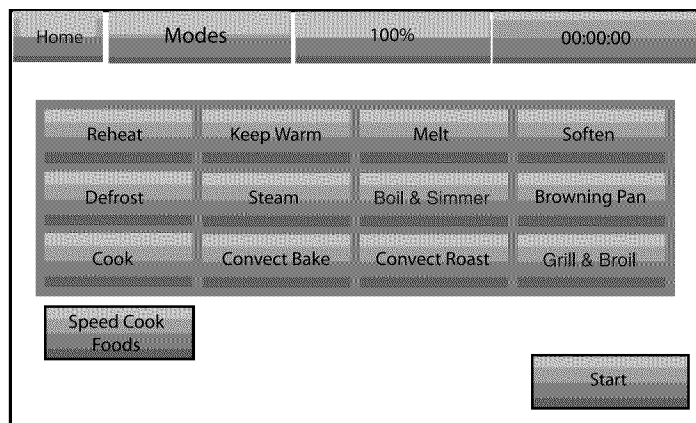 Home Modes 100% 00:00:00
Reheat Keep Warm Melt Soften
Defrost Steam Boil & Simmer Browning Pan
Cook Convect Bake Convect Roast Grill & Broil
Speed Cook
Foods
Start